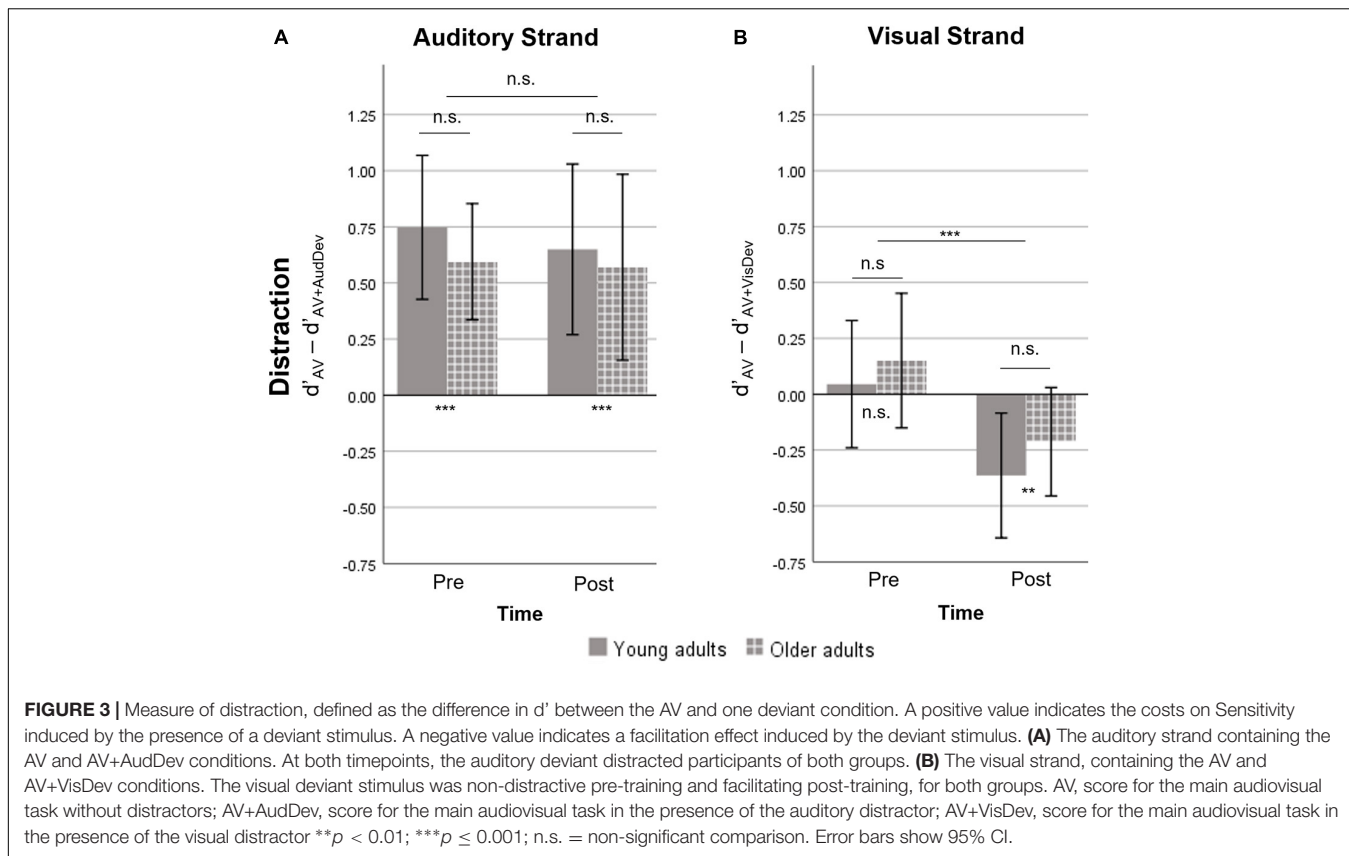 A
Auditory Strand
n.s.
n.s.
n.s.
1.25
1.00
0.75
0.50
0.25
0.00
-0.25
-0.50
-0.75
Distraction
d'AV – d'AV+AudDev
***
***
Pre
Post
Time
B
Visual Strand
***
n.s
n.s.
n.s.
**
1.25
1.00
0.75
0.50
0.25
0.00
-0.25
-0.50
-0.75
d'AV – d'AV+VisDev
Pre
Post
Time
Young adults
Older adults
FIGURE 3 | Measure of distraction, defined as the difference in d' between the AV and one deviant condition. A positive value indicates the costs on Sensitivity
induced by the presence of a deviant stimulus. A negative value indicates a facilitation effect induced by the deviant stimulus. (A) The auditory strand containing the
AV and AV+AudDev conditions. At both timepoints, the auditory deviant distracted participants of both groups. (B) The visual strand, containing the AV and
AV+VisDev conditions. The visual deviant stimulus was non-distractive pre-training and facilitating post-training, for both groups. AV, score for the main audiovisual
task without distractors; AV+AudDev, score for the main audiovisual task in the presence of the auditory distractor; AV+VisDev, score for the main audiovisual task in
the presence of the visual distractor **p < 0.01; ***p ≤ 0.001; n.s. = non-significant comparison. Error bars show 95% CI.